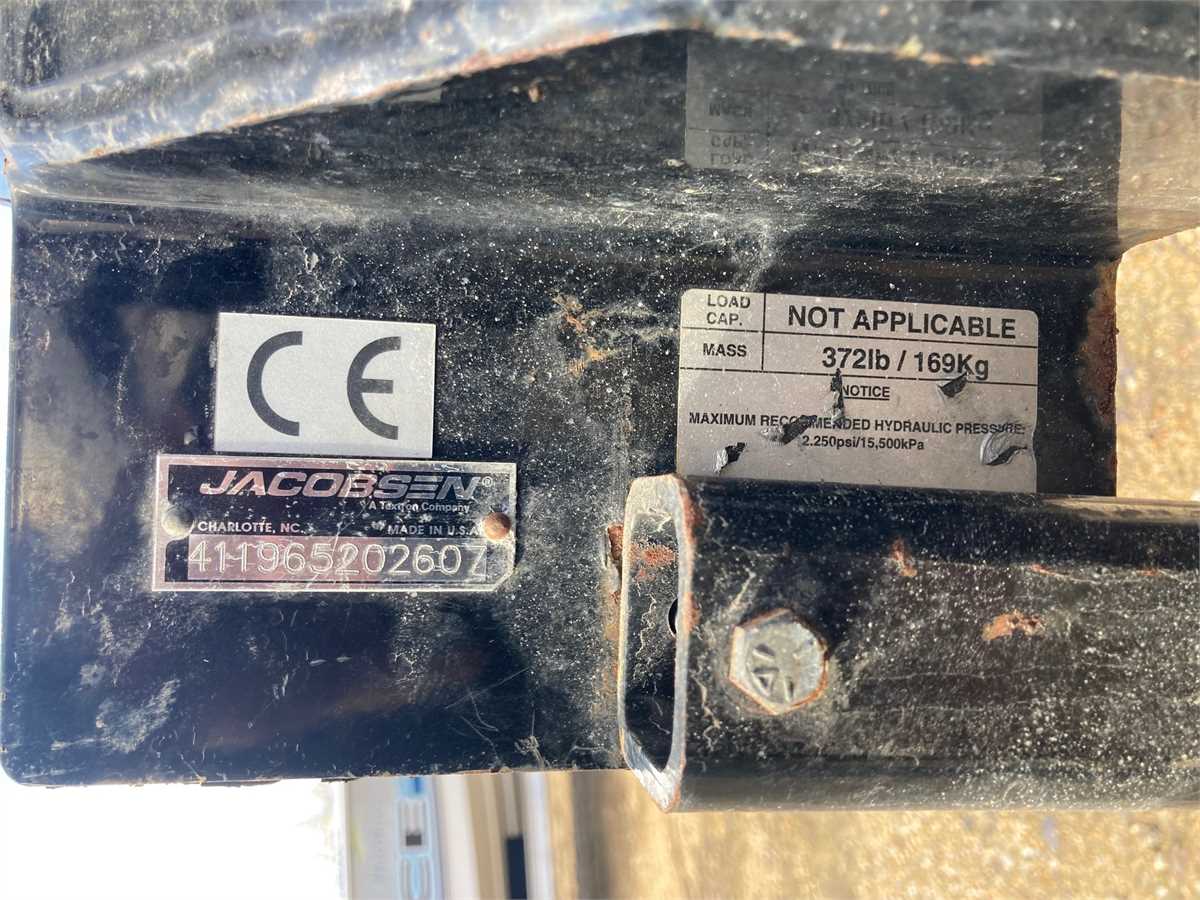 CE
JACOBSEN®
A Textron Company
CHARLOTTE, NC. MADE IN U.S.A
411965202607
LOAD CAP. NOT APPLICABLE
MASS 372lb / 169Kg
NOTICE
MAXIMUM RECOMMENDED HYDRAULIC PRESSURE:
2.250psi/15,500kPa